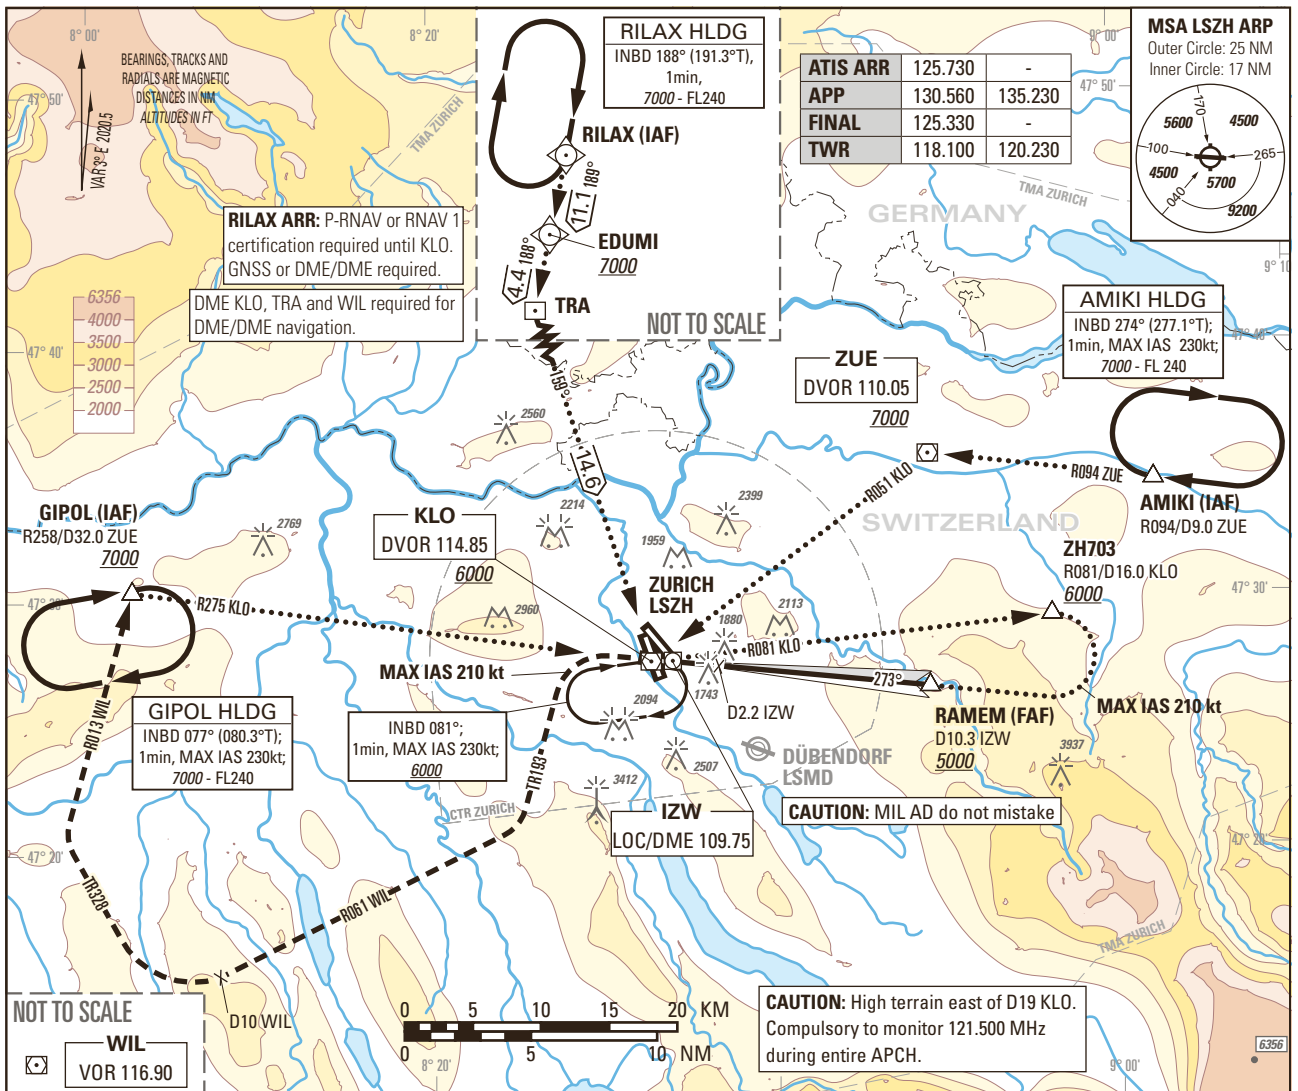 8° 00'
8° 20'
9° 00'
BEARINGS, TRACKS AND
RADIALS ARE MAGNETIC
DISTANCES IN NM
ALTITUDES IN FT
47° 50'
VAR 3° E 2020.5
TMA ZURICH
RILAX HLDG
INBD 188° (191.3°T),
1min,
7000 - FL240
RILAX (IAF)
11.1 189°
EDUMI
7000
4.4 188°
TRA
NOT TO SCALE
RILAX ARR: P-RNAV or RNAV 1
certification required until KLO.
GNSS or DME/DME required.
DME KLO, TRA and WIL required for
DME/DME navigation.
ATIS ARR 125.730 -
APP 130.560 135.230
FINAL 125.330 -
TWR 118.100 120.230
47° 50'
TMA ZURICH
GERMANY
MSA LSZH ARP
Outer Circle: 25 NM
Inner Circle: 17 NM
170
5600
4500
100
265
4500
5700
040
9200
9° 10'
6356
4000
3500
3000
2500
2000
47° 40'
AMIKI HLDG
INBD 274° (277.1°T);
1min, MAX IAS 230kt;
7000 - FL 240
47° 40'
ZUE
DVOR 110.05
7000
159°
14.6
2560
R051 KLO
R094 ZUE
AMIKI (IAF)
R094/D9.0 ZUE
SWITZERLAND
GIPOL (IAF)
R258/D32.0 ZUE
7000
2769
KLO
DVOR 114.85
6000
2214
2399
1959
ZURICH
LSZH
ZH703
R081/D16.0 KLO
6000
47° 30'
47° 30'
R275 KLO
2960
2113
1880
R081 KLO
MAX IAS 210 kt
273°
1743
2094
D2.2 IZW
RAMEM (FAF)
D10.3 IZW
5000
MAX IAS 210 kt
R013 WIL
GIPOL HLDG
INBD 077° (080.3°T);
1min, MAX IAS 230kt;
7000 - FL240
INBD 081°;
1min, MAX IAS 230kt;
6000
TR193
2507
3412
DÜBENDORF
LSMD
3937
CTR ZURICH
IZW
LOC/DME 109.75
CAUTION: MIL AD do not mistake
47° 20'
47° 20'
TR328
R061 WIL
TMA ZURICH
D10 WIL
NOT TO SCALE
WIL
VOR 116.90
0 5 10 15 20 KM
0 5 10 NM
8° 20'
CAUTION: High terrain east of D19 KLO.
Compulsory to monitor 121.500 MHz
during entire APCH.
9° 00'
6356